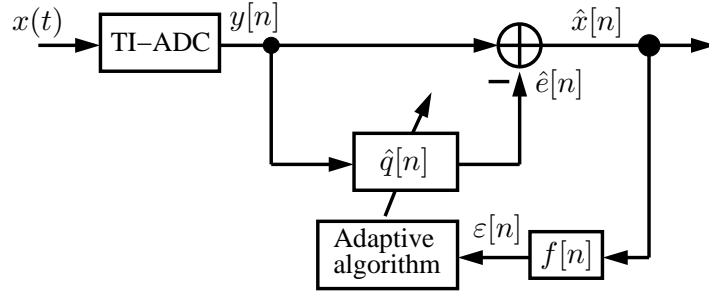 x(t)
TI−ADC
y[n]
x̂[n]
−
ê[n]
q̂[n]
Adaptive
algorithm
ε[n]
f[n]